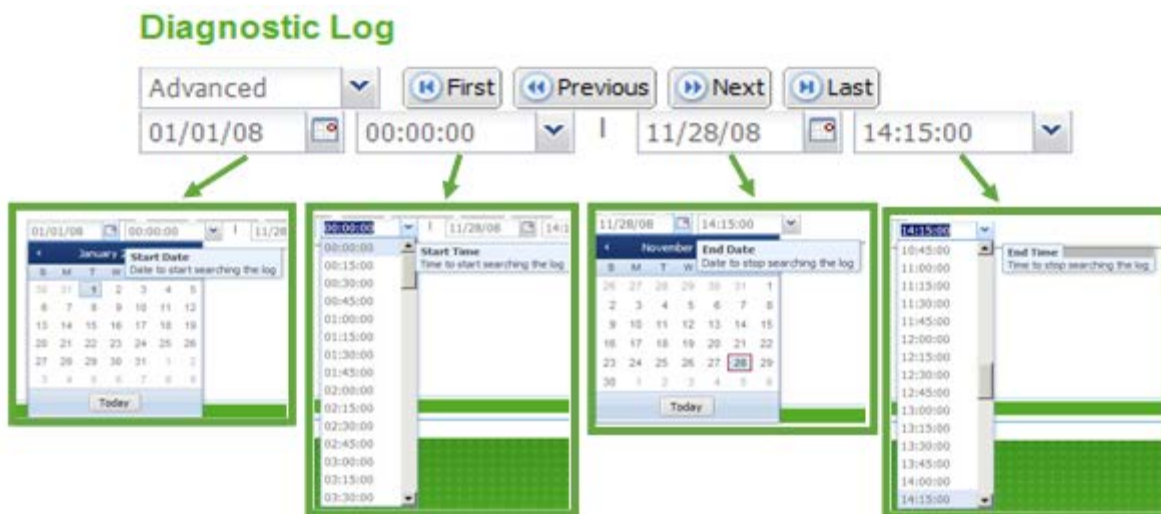 Diagnostic Log
Advanced First Previous Next Last
01/01/08 00:00:00 | 11/28/08 14:15:00
01/01/08 00:00:00 | 11/28
January
Start Date
Date to start searching the log
S M T W
30 31 1 2 3 4 5
6 7 8 9 10 11 12
13 14 15 16 17 18 19
20 21 22 23 24 25 26
27 28 29 30 31 1 2
3 4 5 6 7 8 9
Today
00:00:00 | 11/28/08 14:1
Start Time
Time to start searching the log
00:00:00
00:15:00
00:30:00
00:45:00
01:00:00
01:15:00
01:30:00
01:45:00
02:00:00
02:15:00
02:30:00
02:45:00
03:00:00
03:15:00
03:30:00
11/28/08 14:15:00
November
End Date
Date to stop searching the log
S M T W
26 27 28 29 30 31 1
2 3 4 5 6 7 8
9 10 11 12 13 14 15
16 17 18 19 20 21 22
23 24 25 26 27 28 29
30 1 2 3 4 5 6
Today
14:15:00
End Time
Time to stop searching the log
10:45:00
11:00:00
11:15:00
11:30:00
11:45:00
12:00:00
12:15:00
12:30:00
12:45:00
13:00:00
13:15:00
13:30:00
13:45:00
14:00:00
14:15:00